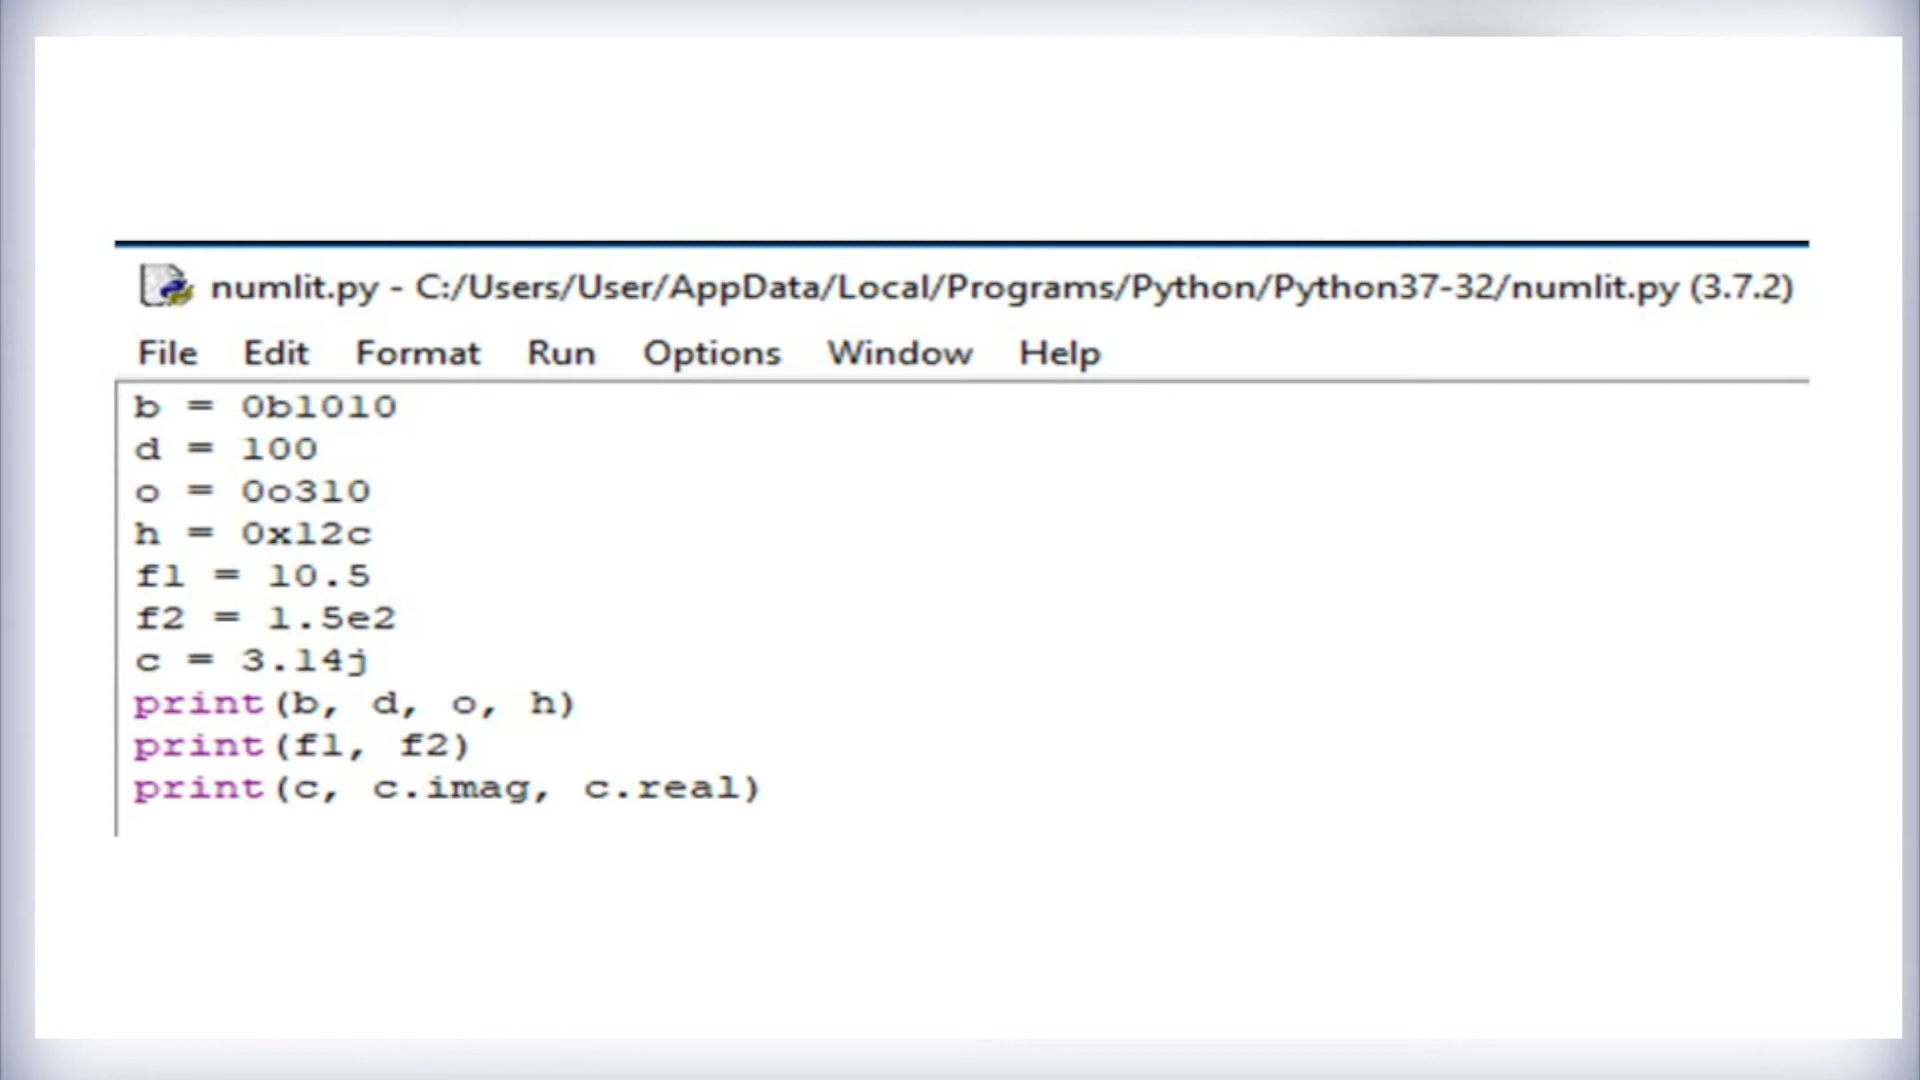 numlit.py - C:/Users/User/AppData/Local/Programs/Python/Python37-32/numlit.py (3.7.2)
File Edit Format Run Options Window Help
b = 0b1010
d = 100
o = 0o310
h = 0x12c
f1 = 10.5
f2 = 1.5e2
c = 3.14j
print(b, d, o, h)
print(f1, f2)
print(c, c.imag, c.real)